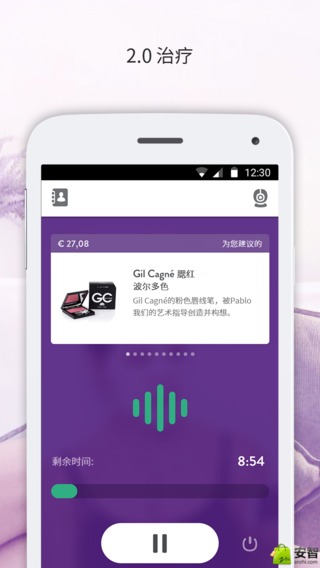 2.0 治疗
12:30
€ 27,08
为您建议的
Gil Cagné 腮红
波尔多色
Gil Cagné的粉色唇线笔，被Pablo
我们的艺术指导创造并构想。
GC
剩余时间:
8:54
安智
anzhi.com